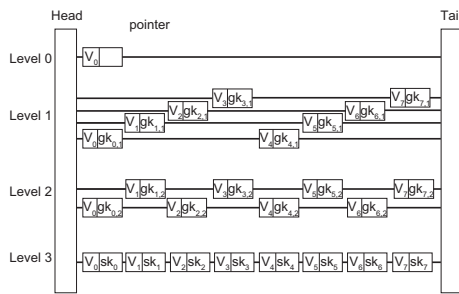 Head Tail
pointer
Level 0 V₀
V₃ gk₃,₁ V₇ gk₇,₁
V₂ gk₂,₁ V₆ gk₆,₁
Level 1
V₁ gk₁,₁ V₅ gk₅,₁
V₀ gk₀,₁ V₄ gk₄,₁
Level 2 V₁ gk₁,₂ V₃ gk₃,₂ V₅ gk₅,₂ V₇ gk₇,₂
V₀ gk₀,₂ V₂ gk₂,₂ V₄ gk₄,₂ V₆ gk₆,₂
Level 3 V₀ sk₀ V₁ sk₁ V₂ sk₂ V₃ sk₃ V₄ sk₄ V₅ sk₅ V₆ sk₆ V₇ sk₇